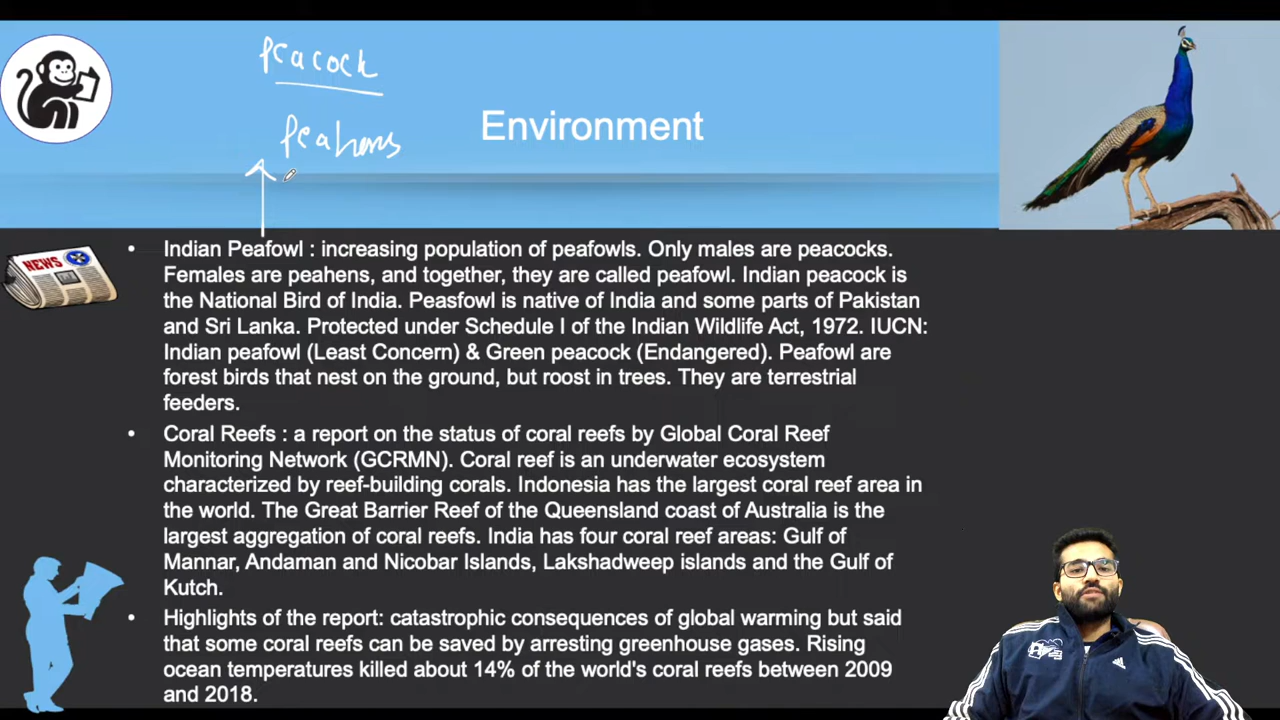 Peacock
Peahens
Environment
NEWS
• Indian Peafowl : increasing population of peafowls. Only males are peacocks.
Females are peahens, and together, they are called peafowl. Indian peacock is
the National Bird of India. Peasfowl is native of India and some parts of Pakistan
and Sri Lanka. Protected under Schedule I of the Indian Wildlife Act, 1972. IUCN:
Indian peafowl (Least Concern) & Green peacock (Endangered). Peafowl are
forest birds that nest on the ground, but roost in trees. They are terrestrial
feeders.
• Coral Reefs : a report on the status of coral reefs by Global Coral Reef
Monitoring Network (GCRMN). Coral reef is an underwater ecosystem
characterized by reef-building corals. Indonesia has the largest coral reef area in
the world. The Great Barrier Reef of the Queensland coast of Australia is the
largest aggregation of coral reefs. India has four coral reef areas: Gulf of
Mannar, Andaman and Nicobar Islands, Lakshadweep islands and the Gulf of
Kutch.
• Highlights of the report: catastrophic consequences of global warming but said
that some coral reefs can be saved by arresting greenhouse gases. Rising
ocean temperatures killed about 14% of the world's coral reefs between 2009
and 2018.